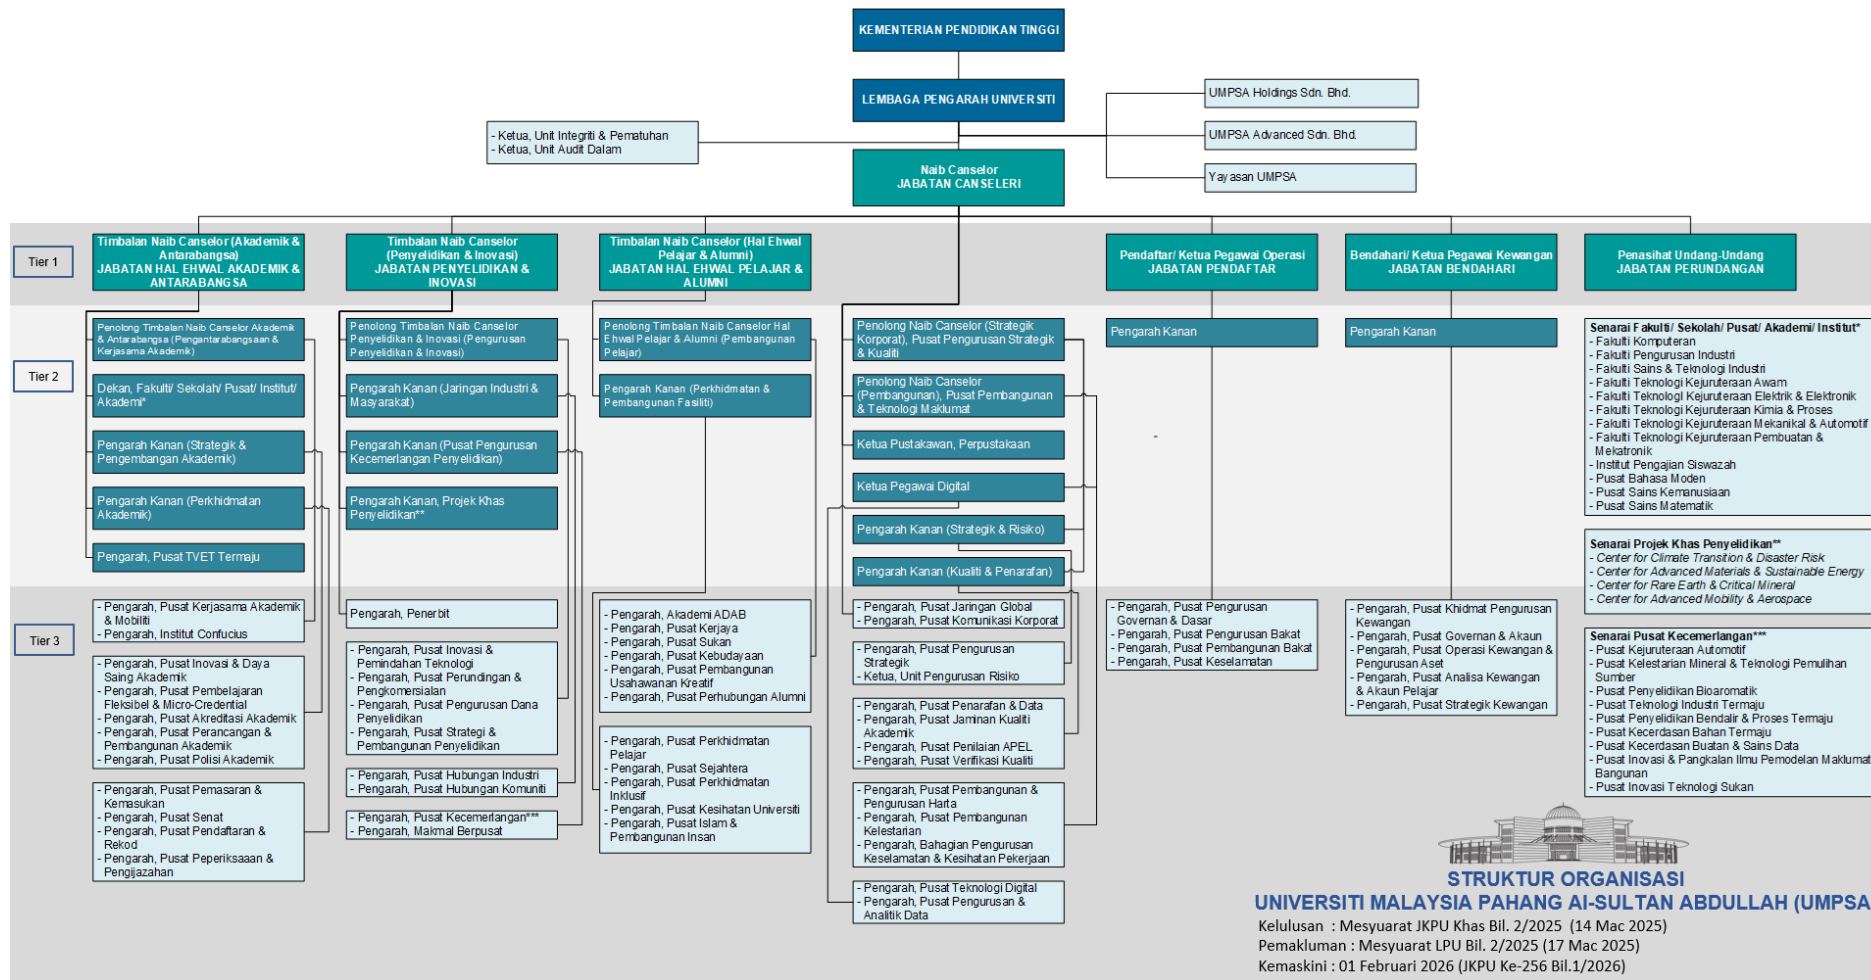 KEMENTERIAN PENDIDIKAN TINGGI
LEMBAGA PENGARAH UNIVERSITI
UMPSA Holdings Sdn. Bhd.
UMPSA Advanced Sdn. Bhd.
Yayasan UMPSA
- Ketua, Unit Integriti & Pematuhan
- Ketua, Unit Audit Dalam
Naib Canselor
JABATAN CANSELERI
Tier 1
Timbalan Naib Canselor (Akademik &
Antarabangsa)
JABATAN HAL EHWAL AKADEMIK &
ANTARABANGSA
Timbalan Naib Canselor
(Penyelidikan & Inovasi)
JABATAN PENYELIDIKAN &
INOVASI
Timbalan Naib Canselor (Hal Ehwal
Pelajar & Alumni)
JABATAN HAL EHWAL PELAJAR &
ALUMNI
Pendaftar/ Ketua Pegawai Operasi
JABATAN PENDAFTAR
Bendahari/ Ketua Pegawai Kewangan
JABATAN BENDAHARI
Penasihat Undang-Undang
JABATAN PERUNDANGAN
Tier 2
Penolong Timbalan Naib Canselor Akademik
& Antarabangsa (Pengantarabangsaan &
Kerjasama Akademik)
Dekan, Fakulti/ Sekolah/ Pusat/ Institut/
Akademi*
Pengarah Kanan (Strategik &
Pengembangan Akademik)
Pengarah Kanan (Perkhidmatan
Akademik)
Pengarah, Pusat TVET Termaju
Penolong Timbalan Naib Canselor
Penyelidikan & Inovasi (Pengurusan
Penyelidikan & Inovasi)
Pengarah Kanan (Jaringan Industri &
Masyarakat)
Pengarah Kanan (Pusat Pengurusan
Kecemerlangan Penyelidikan)
Pengarah Kanan, Projek Khas
Penyelidikan**
Penolong Timbalan Naib Canselor Hal
Ehwal Pelajar & Alumni (Pembangunan
Pelajar)
Pengarah Kanan (Perkhidmatan &
Pembangunan Fasiliti)
Penolong Naib Canselor (Strategik
Korporat), Pusat Pengurusan Strategik
& Kualiti
Penolong Naib Canselor
(Pembangunan), Pusat Pembangunan
& Teknologi Maklumat
Ketua Pustakawan, Perpustakaan
Ketua Pegawai Digital
Pengarah Kanan (Strategik & Risiko)
Pengarah Kanan (Kualiti & Penarafan)
Pengarah Kanan
Pengarah Kanan
Senarai Fakulti/ Sekolah/ Pusat/ Akademi/ Institut*
- Fakulti Komputeran
- Fakulti Pengurusan Industri
- Fakulti Sains & Teknologi Industri
- Fakulti Teknologi Kejuruteraan Awam
- Fakulti Teknologi Kejuruteraan Elektrik & Elektronik
- Fakulti Teknologi Kejuruteraan Kimia & Proses
- Fakulti Teknologi Kejuruteraan Mekanikal & Automotif
- Fakulti Teknologi Kejuruteraan Pembuatan &
Mekatronik
- Institut Pengajian Siswazah
- Pusat Bahasa Moden
- Pusat Sains Kemanusiaan
- Pusat Sains Matematik
Senarai Projek Khas Penyelidikan**
- Center for Climate Transition & Disaster Risk
- Center for Advanced Materials & Sustainable Energy
- Center for Rare Earth & Critical Mineral
- Center for Advanced Mobility & Aerospace
Tier 3
- Pengarah, Pusat Kerjasama Akademik
& Mobiliti
- Pengarah, Institut Confucius
- Pengarah, Pusat Inovasi & Daya
Saing Akademik
- Pengarah, Pusat Pembelajaran
Fleksibel & Micro-Credential
- Pengarah, Pusat Akreditasi Akademik
- Pengarah, Pusat Perancangan &
Pembangunan Akademik
- Pengarah, Pusat Polisi Akademik
- Pengarah, Pusat Pemasaran &
Kemasukan
- Pengarah, Pusat Senat
- Pengarah, Pusat Pendaftaran &
Rekod
- Pengarah, Pusat Peperiksaaan &
Pengijazahan
Pengarah, Penerbit
- Pengarah, Pusat Inovasi &
Pemindahan Teknologi
- Pengarah, Pusat Perundingan &
Pengkomersialan
- Pengarah, Pusat Pengurusan Dana
Penyelidikan
- Pengarah, Pusat Strategi &
Pembangunan Penyelidikan
- Pengarah, Pusat Hubungan Industri
- Pengarah, Pusat Hubungan Komuniti
- Pengarah, Pusat Kecemerlangan***
- Pengarah, Makmal Berpusat
- Pengarah, Akademi ADAB
- Pengarah, Pusat Kerjaya
- Pengarah, Pusat Sukan
- Pengarah, Pusat Kebudayaan
- Pengarah, Pusat Pembangunan
Usahawanan Kreatif
- Pengarah, Pusat Perhubungan Alumni
- Pengarah, Pusat Perkhidmatan
Pelajar
- Pengarah, Pusat Sejahtera
- Pengarah, Pusat Perkhidmatan
Inklusif
- Pengarah, Pusat Kesihatan Universiti
- Pengarah, Pusat Islam &
Pembangunan Insan
- Pengarah, Pusat Jaringan Global
- Pengarah, Pusat Komunikasi Korporat
- Pengarah, Pusat Pengurusan
Strategik
- Ketua, Unit Pengurusan Risiko
- Pengarah, Pusat Penarafan & Data
- Pengarah, Pusat Jaminan Kualiti
Akademik
- Pengarah, Pusat Penilaian APEL
- Pengarah, Pusat Verifikasi Kualiti
- Pengarah, Pusat Pembangunan &
Pengurusan Harta
- Pengarah, Pusat Pembangunan
Kelestarian
- Pengarah, Bahagian Pengurusan
Keselamatan & Kesihatan Pekerjaan
- Pengarah, Pusat Teknologi Digital
- Pengarah, Pusat Pengurusan &
Analitik Data
- Pengarah, Pusat Pengurusan
Governan & Dasar
- Pengarah, Pusat Pengurusan Bakat
- Pengarah, Pusat Pembangunan Bakat
- Pengarah, Pusat Keselamatan
- Pengarah, Pusat Khidmat Pengurusan
Kewangan
- Pengarah, Pusat Governan & Akaun
- Pengarah, Pusat Operasi Kewangan &
Pengurusan Aset
- Pengarah, Pusat Analisa Kewangan
& Akaun Pelajar
- Pengarah, Pusat Strategik Kewangan
Senarai Pusat Kecemerlangan***
- Pusat Kejuruteraan Automotif
- Pusat Kelestarian Mineral & Teknologi Pemulihan
Sumber
- Pusat Penyelidikan Bioaromatik
- Pusat Teknologi Industri Termaju
- Pusat Penyelidikan Bendalir & Proses Termaju
- Pusat Kecerdasan Bahan Termaju
- Pusat Kecerdasan Buatan & Sains Data
- Pusat Inovasi & Pangkalan Ilmu Pemodelan Maklumat
Bangunan
- Pusat Inovasi Teknologi Sukan
STRUKTUR ORGANISASI
UNIVERSITI MALAYSIA PAHANG Al-SULTAN ABDULLAH (UMPSA
Kelulusan : Mesyuarat JKPU Khas Bil. 2/2025 (14 Mac 2025)
Pemakluman : Mesyuarat LPU Bil. 2/2025 (17 Mac 2025)
Kemaskini : 01 Februari 2026 (JKPU Ke-256 Bil.1/2026)